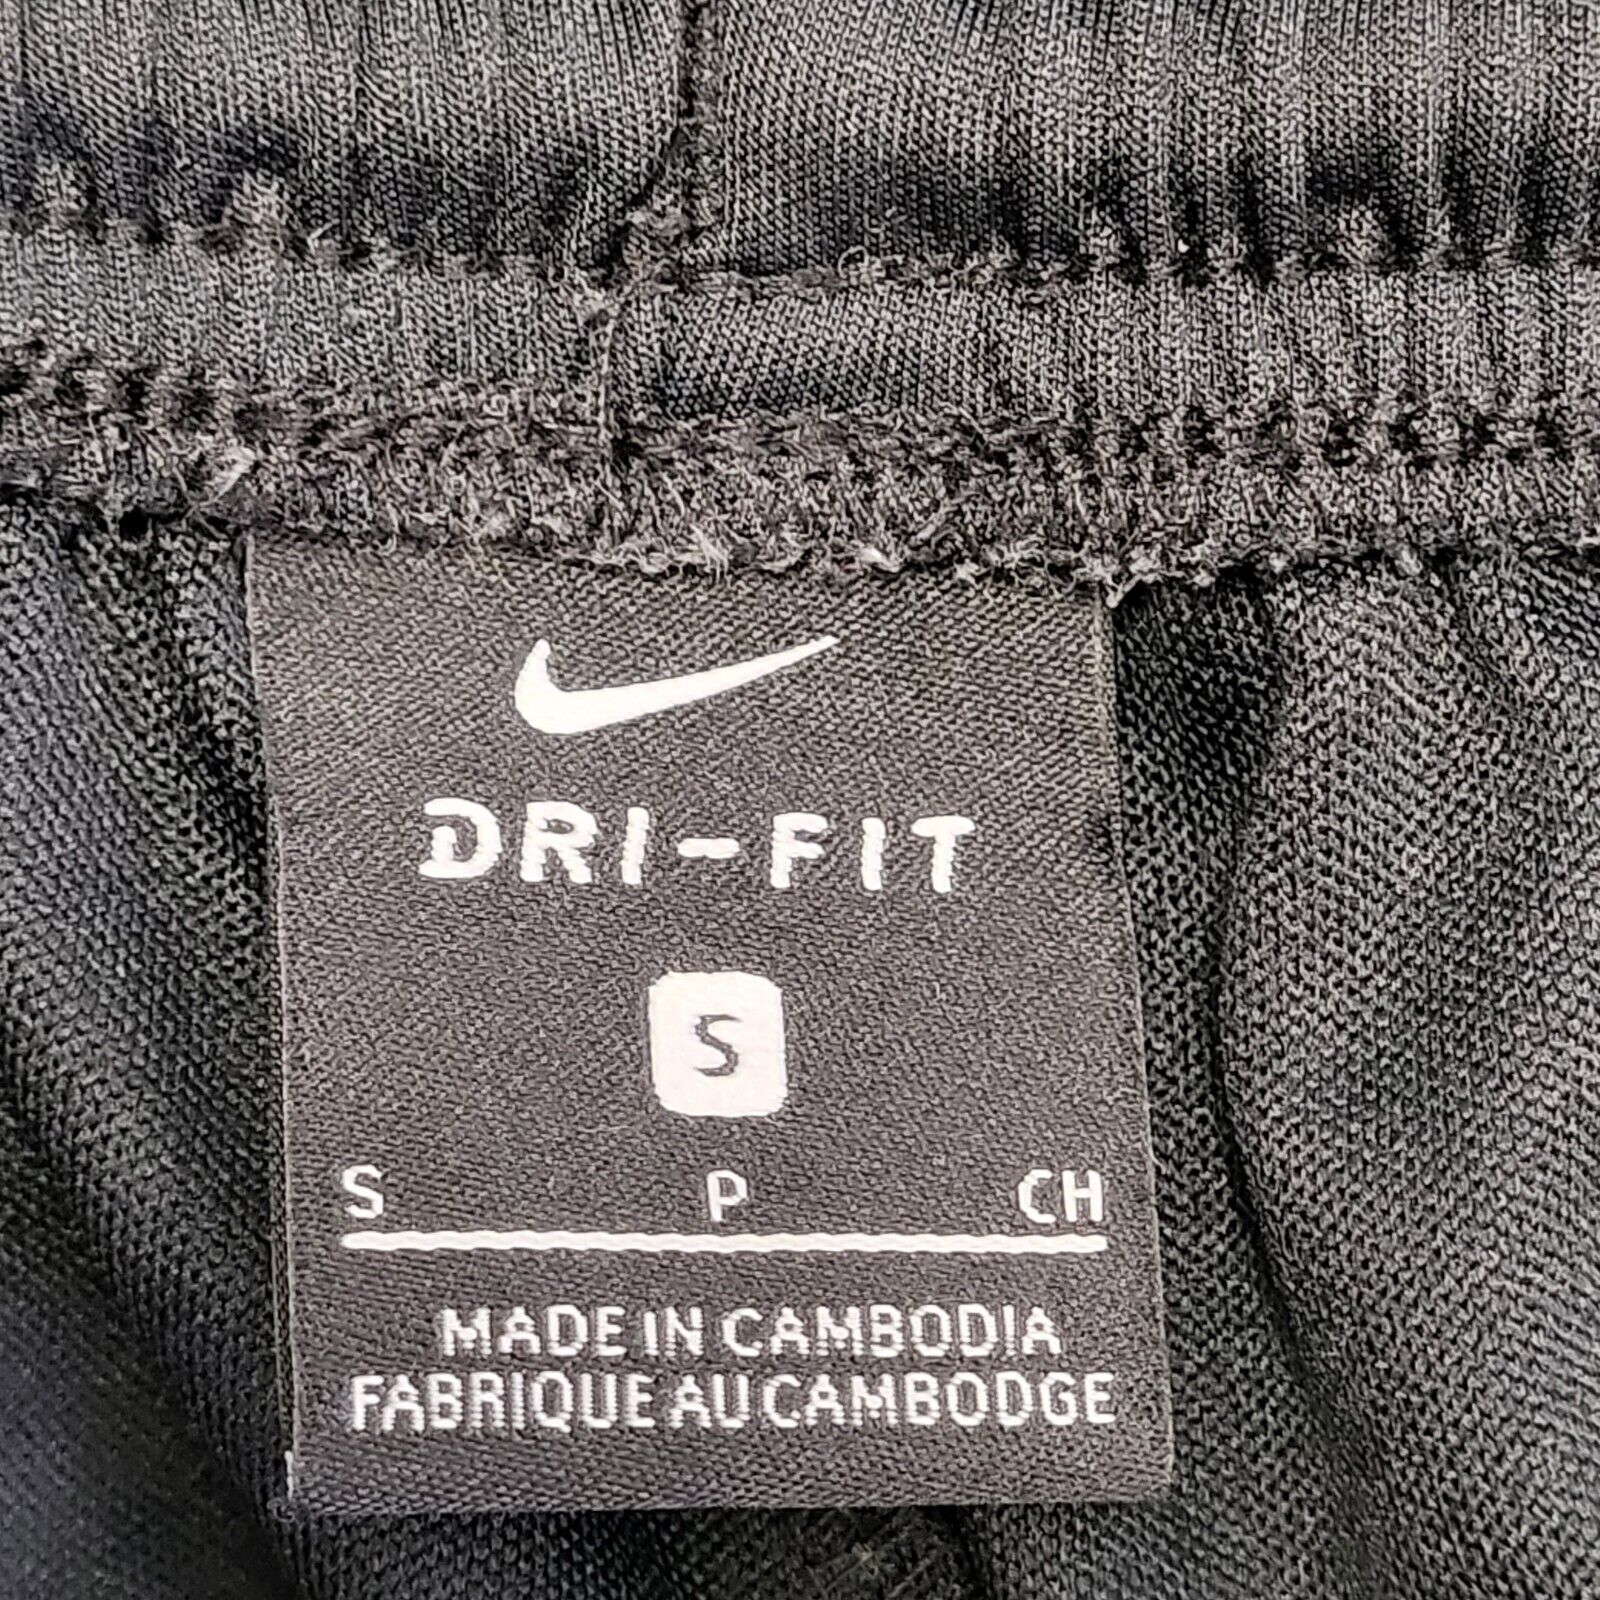 DRI-FIT
S
S P CH
MADE IN CAMBODIA
FABRIQUE AU CAMBODGE